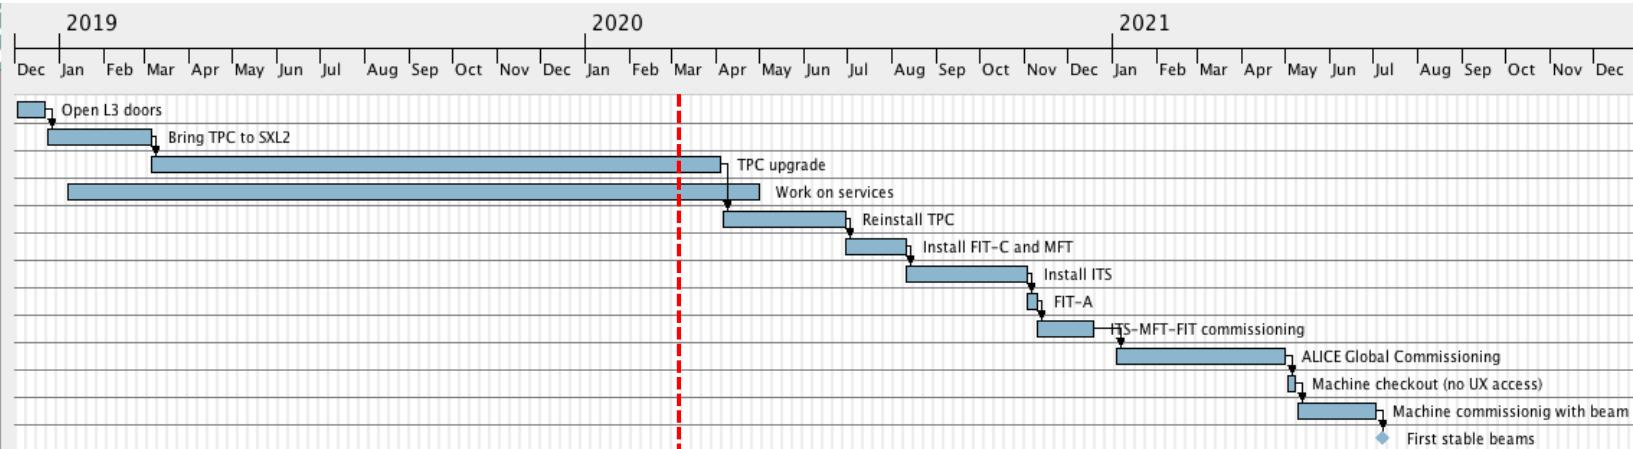 2019 2020 2021
Dec Jan Feb Mar Apr May Jun Jul Aug Sep Oct Nov Dec Jan Feb Mar Apr May Jun Jul Aug Sep Oct Nov Dec Jan Feb Mar Apr May Jun Jul Aug Sep Oct Nov Dec
Open L3 doors
Bring TPC to SXL2
TPC upgrade
Work on services
Reinstall TPC
Install FIT-C and MFT
Install ITS
FIT-A
ITS-MFT-FIT commissioning
ALICE Global Commissioning
Machine checkout (no UX access)
Machine commissionig with beam
First stable beams